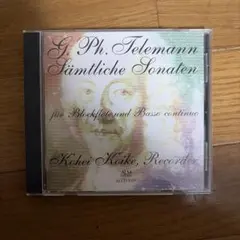 G. Ph. Telemann
Sämtliche Sonaten
für Blockflöte und Basso continuo
Kohei Koike, Recorder